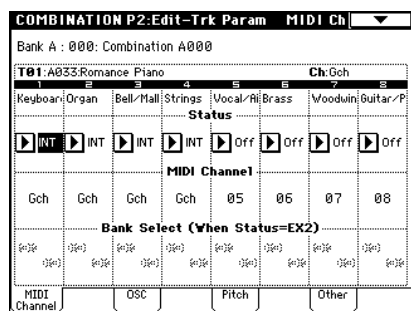 COMBINATION P2:Edit-Trk Param MIDI Ch
Bank A : 000: Combination A000
T01:A033:Romance Piano Ch:Gch
1 2 3 4 5 6 7 8
Keyboar Organ Bell/Mall Strings Vocal/Ai Brass Woodwin Guitar/P
Status
INT INT INT INT Off Off Off Off
MIDI Channel
Gch Gch Gch Gch 05 06 07 08
Bank Select (When Status=EX2)
MIDI Channel OSC Pitch Other